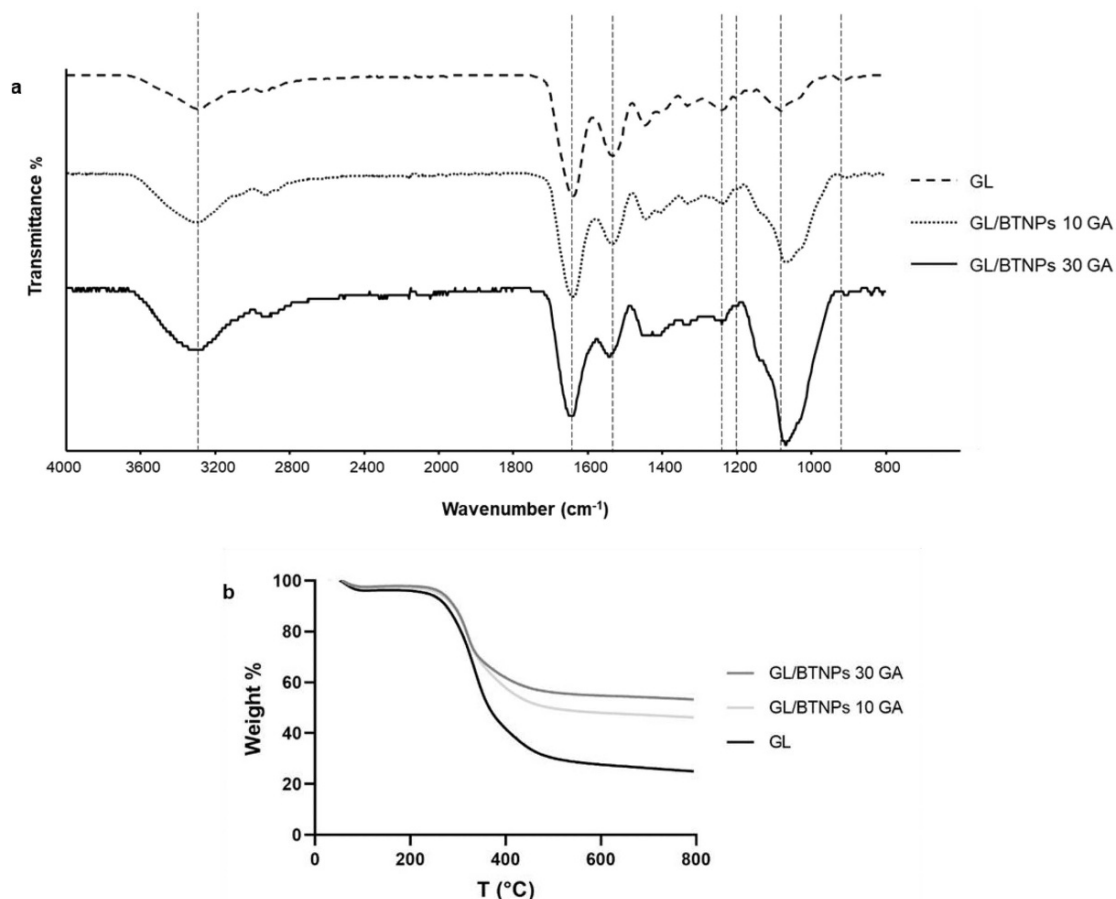 a
Transmittance %
GL
GL/BTNPs 10 GA
GL/BTNPs 30 GA
4000 3600 3200 2800 2400 2000 1800 1600 1400 1200 1000 800
Wavenumber (cm⁻¹)
b
Weight %
100
80
60
40
20
0
0 200 400 600 800
T (°C)
GL/BTNPs 30 GA
GL/BTNPs 10 GA
GL